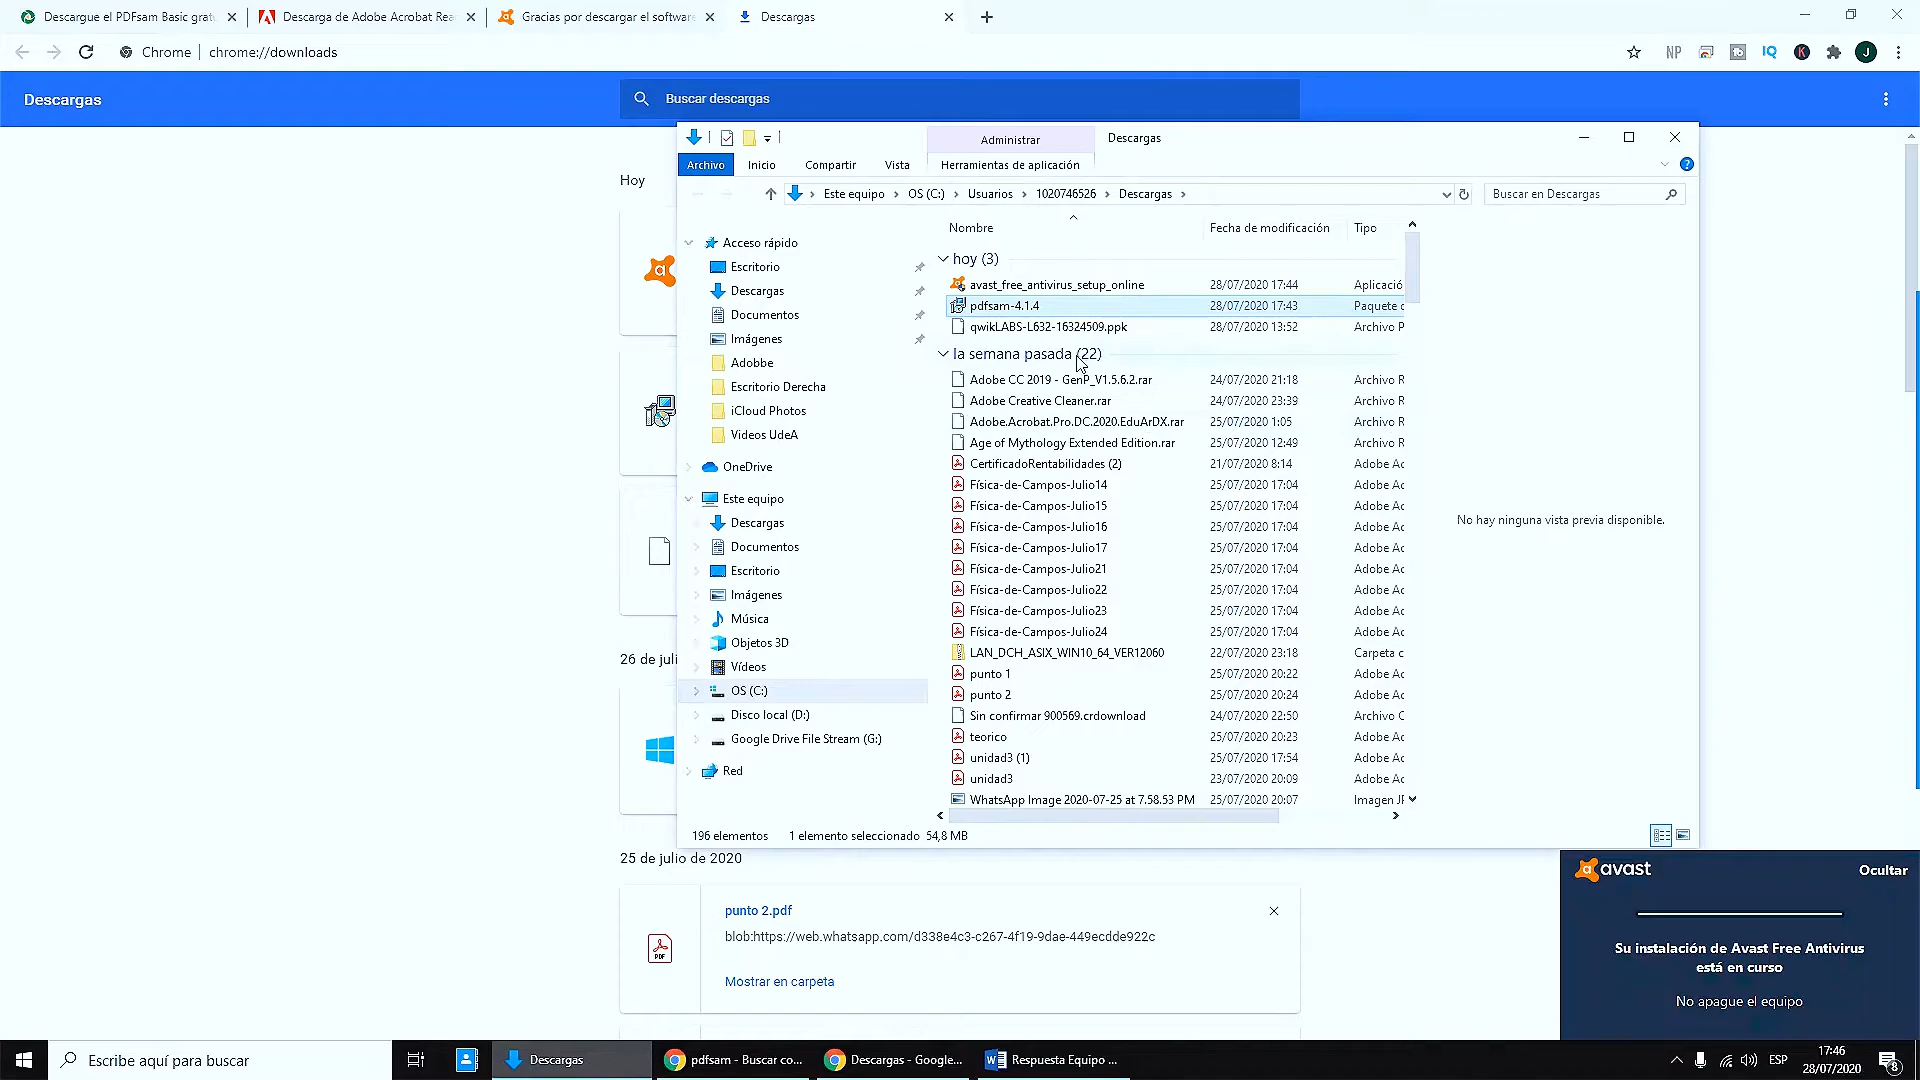 Descargue el PDFsam Basic grat
Descarga de Adobe Acrobat Rea
Gracias por descargar el software
Descargas
Chrome
chrome://downloads
NP
IQ
K
J
Descargas
Buscar descargas
Administrar
Descargas
Archivo
Inicio
Compartir
Vista
Herramientas de aplicación
Este equipo
OS (C:)
Usuarios
1020746526
Descargas
Buscar en Descargas
Hoy
Nombre
Fecha de modificación
Tipo
Acceso rápido
Escritorio
Descargas
Documentos
Imágenes
Adobbe
Escritorio Derecha
iCloud Photos
Videos UdeA
OneDrive
Este equipo
Descargas
Documentos
Escritorio
Imágenes
Música
Objetos 3D
Vídeos
OS (C:)
Disco local (D:)
Google Drive File Stream (G:)
Red
hoy (3)
avast_free_antivirus_setup_online 28/07/2020 17:44 Aplicació
pdfsam-4.1.4 28/07/2020 17:43 Paquete c
qwikLABS-L632-16324509.ppk 28/07/2020 13:52 Archivo P
la semana pasada (22)
Adobe CC 2019 - GenP_V1.5.6.2.rar 24/07/2020 21:18 Archivo R
Adobe Creative Cleaner.rar 24/07/2020 23:39 Archivo R
Adobe.Acrobat.Pro.DC.2020.EduArDX.rar 25/07/2020 1:05 Archivo R
Age of Mythology Extended Edition.rar 25/07/2020 12:49 Archivo R
CertificadoRentabilidades (2) 21/07/2020 8:14 Adobe Ac
Física-de-Campos-Julio14 25/07/2020 17:04 Adobe Ac
Física-de-Campos-Julio15 25/07/2020 17:04 Adobe Ac
Física-de-Campos-Julio16 25/07/2020 17:04 Adobe Ac
Física-de-Campos-Julio17 25/07/2020 17:04 Adobe Ac
Física-de-Campos-Julio21 25/07/2020 17:04 Adobe Ac
Física-de-Campos-Julio22 25/07/2020 17:04 Adobe Ac
Física-de-Campos-Julio23 25/07/2020 17:04 Adobe Ac
Física-de-Campos-Julio24 25/07/2020 17:04 Adobe Ac
LAN_DCH_ASIX_WIN10_64_VER12060 22/07/2020 23:18 Carpeta c
punto 1 25/07/2020 20:22 Adobe Ac
punto 2 25/07/2020 20:24 Adobe Ac
Sin confirmar 900569.crdownload 24/07/2020 22:50 Archivo C
teorico 25/07/2020 20:23 Adobe Ac
unidad3 (1) 25/07/2020 17:54 Adobe Ac
unidad3 23/07/2020 20:09 Adobe Ac
WhatsApp Image 2020-07-25 at 7.58.53 PM 25/07/2020 20:07 Imagen JF
No hay ninguna vista previa disponible.
196 elementos
1 elemento seleccionado 54,8 MB
26 de juli
25 de julio de 2020
PDF
punto 2.pdf
blob:https://web.whatsapp.com/d338e4c3-c267-4f19-9dae-449ecdde922c
Mostrar en carpeta
avast
Ocultar
Su instalación de Avast Free Antivirus
está en curso
No apague el equipo
Escribe aquí para buscar
Descargas
pdfsam - Buscar co...
Descargas - Google...
Respuesta Equipo ...
ESP
17:46
28/07/2020
8